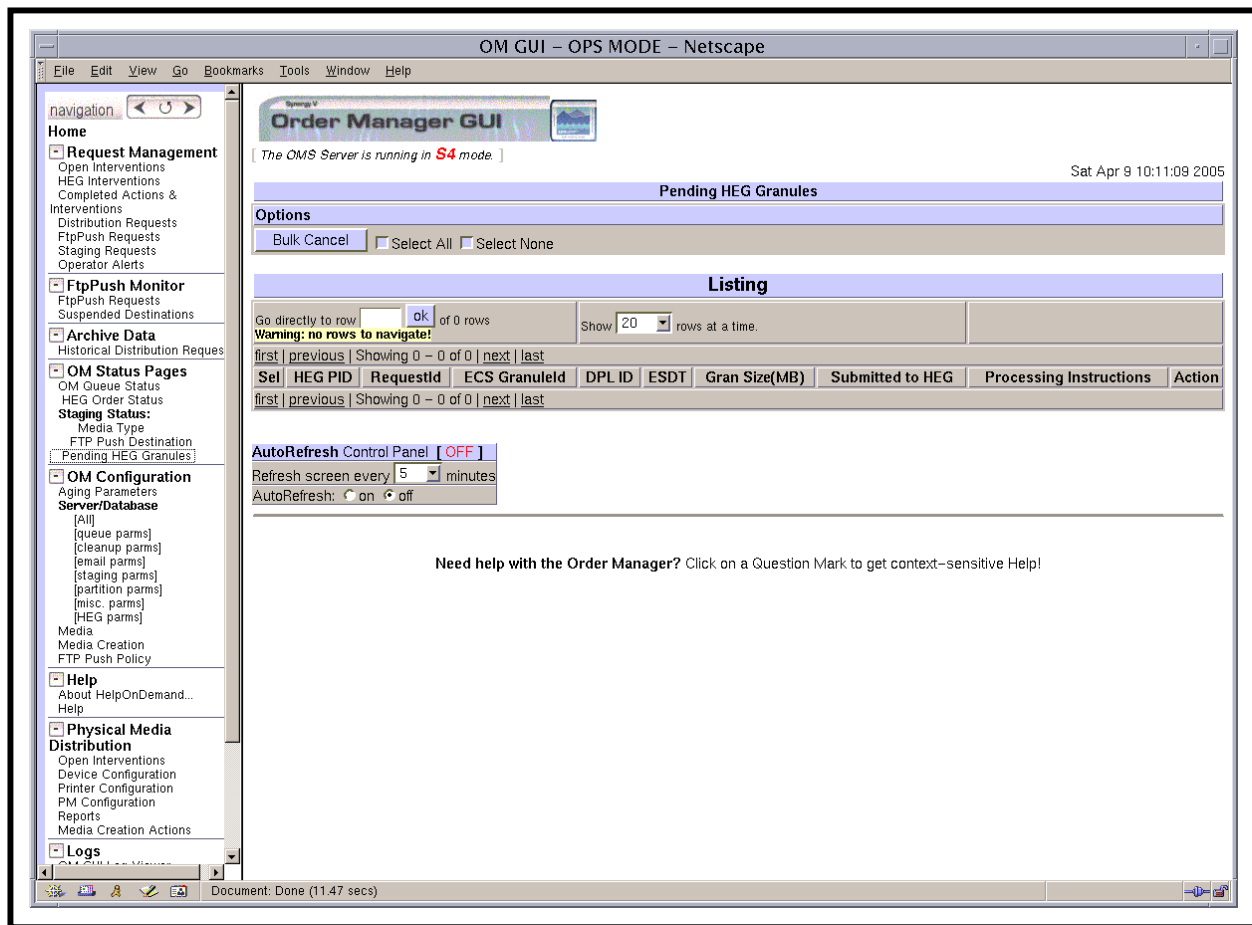 OM GUI – OPS MODE – Netscape
File Edit View Go Bookmarks Tools Window Help
navigation
Home
Request Management
Open Interventions
HEG Interventions
Completed Actions &
Interventions
Distribution Requests
FtpPush Requests
Staging Requests
Operator Alerts
FtpPush Monitor
FtpPush Requests
Suspended Destinations
Archive Data
Historical Distribution Reques
OM Status Pages
OM Queue Status
HEG Order Status
Staging Status:
Media Type
FTP Push Destination
Pending HEG Granules
OM Configuration
Aging Parameters
Server/Database
[All]
[queue parms]
[cleanup parms]
[email parms]
[staging parms]
[partition parms]
[misc. parms]
[HEG parms]
Media
Media Creation
FTP Push Policy
Help
About HelpOnDemand...
Help
Physical Media
Distribution
Open Interventions
Device Configuration
Printer Configuration
PM Configuration
Reports
Media Creation Actions
Logs
OM GUI Log Viewer
Synergy V
Order Manager GUI
[ The OMS Server is running in S4 mode. ]
Sat Apr 9 10:11:09 2005
Pending HEG Granules
Options
Bulk Cancel Select All Select None
Listing
Go directly to row ok of 0 rows
Warning: no rows to navigate!
Show 20 rows at a time.
first | previous | Showing 0 – 0 of 0 | next | last
Sel HEG PID RequestId ECS GranuleId DPL ID ESDT Gran Size(MB) Submitted to HEG Processing Instructions Action
first | previous | Showing 0 – 0 of 0 | next | last
AutoRefresh Control Panel [ OFF ]
Refresh screen every 5 minutes
AutoRefresh: on off
Need help with the Order Manager? Click on a Question Mark to get context–sensitive Help!
Document: Done (11.47 secs)